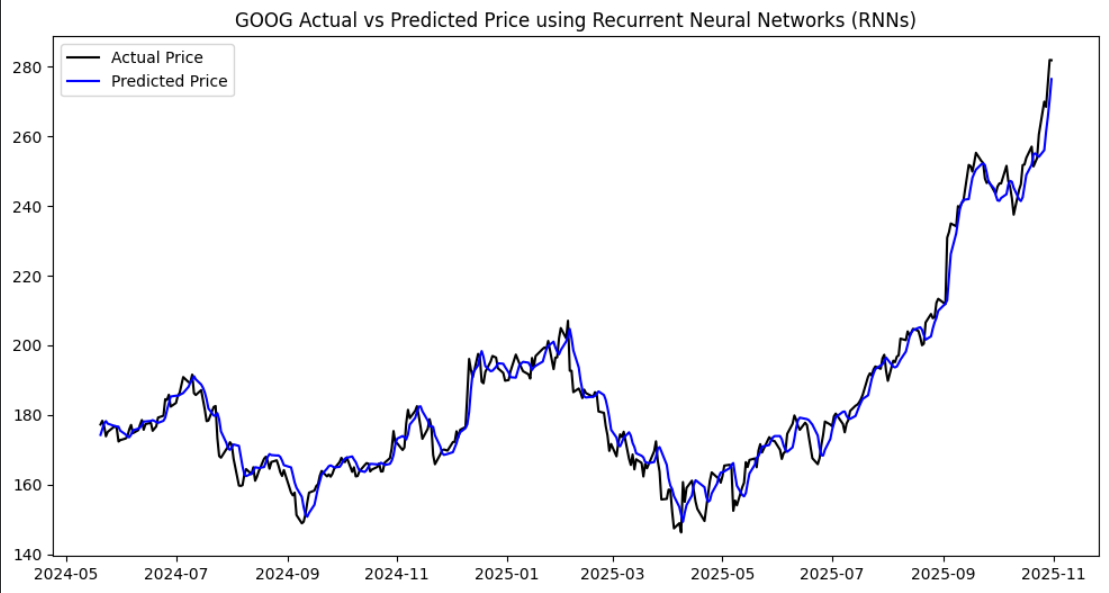 GOOG Actual vs Predicted Price using Recurrent Neural Networks (RNNs)
Actual Price
Predicted Price
280
260
240
220
200
180
160
140
2024-05 2024-07 2024-09 2024-11 2025-01 2025-03 2025-05 2025-07 2025-09 2025-11